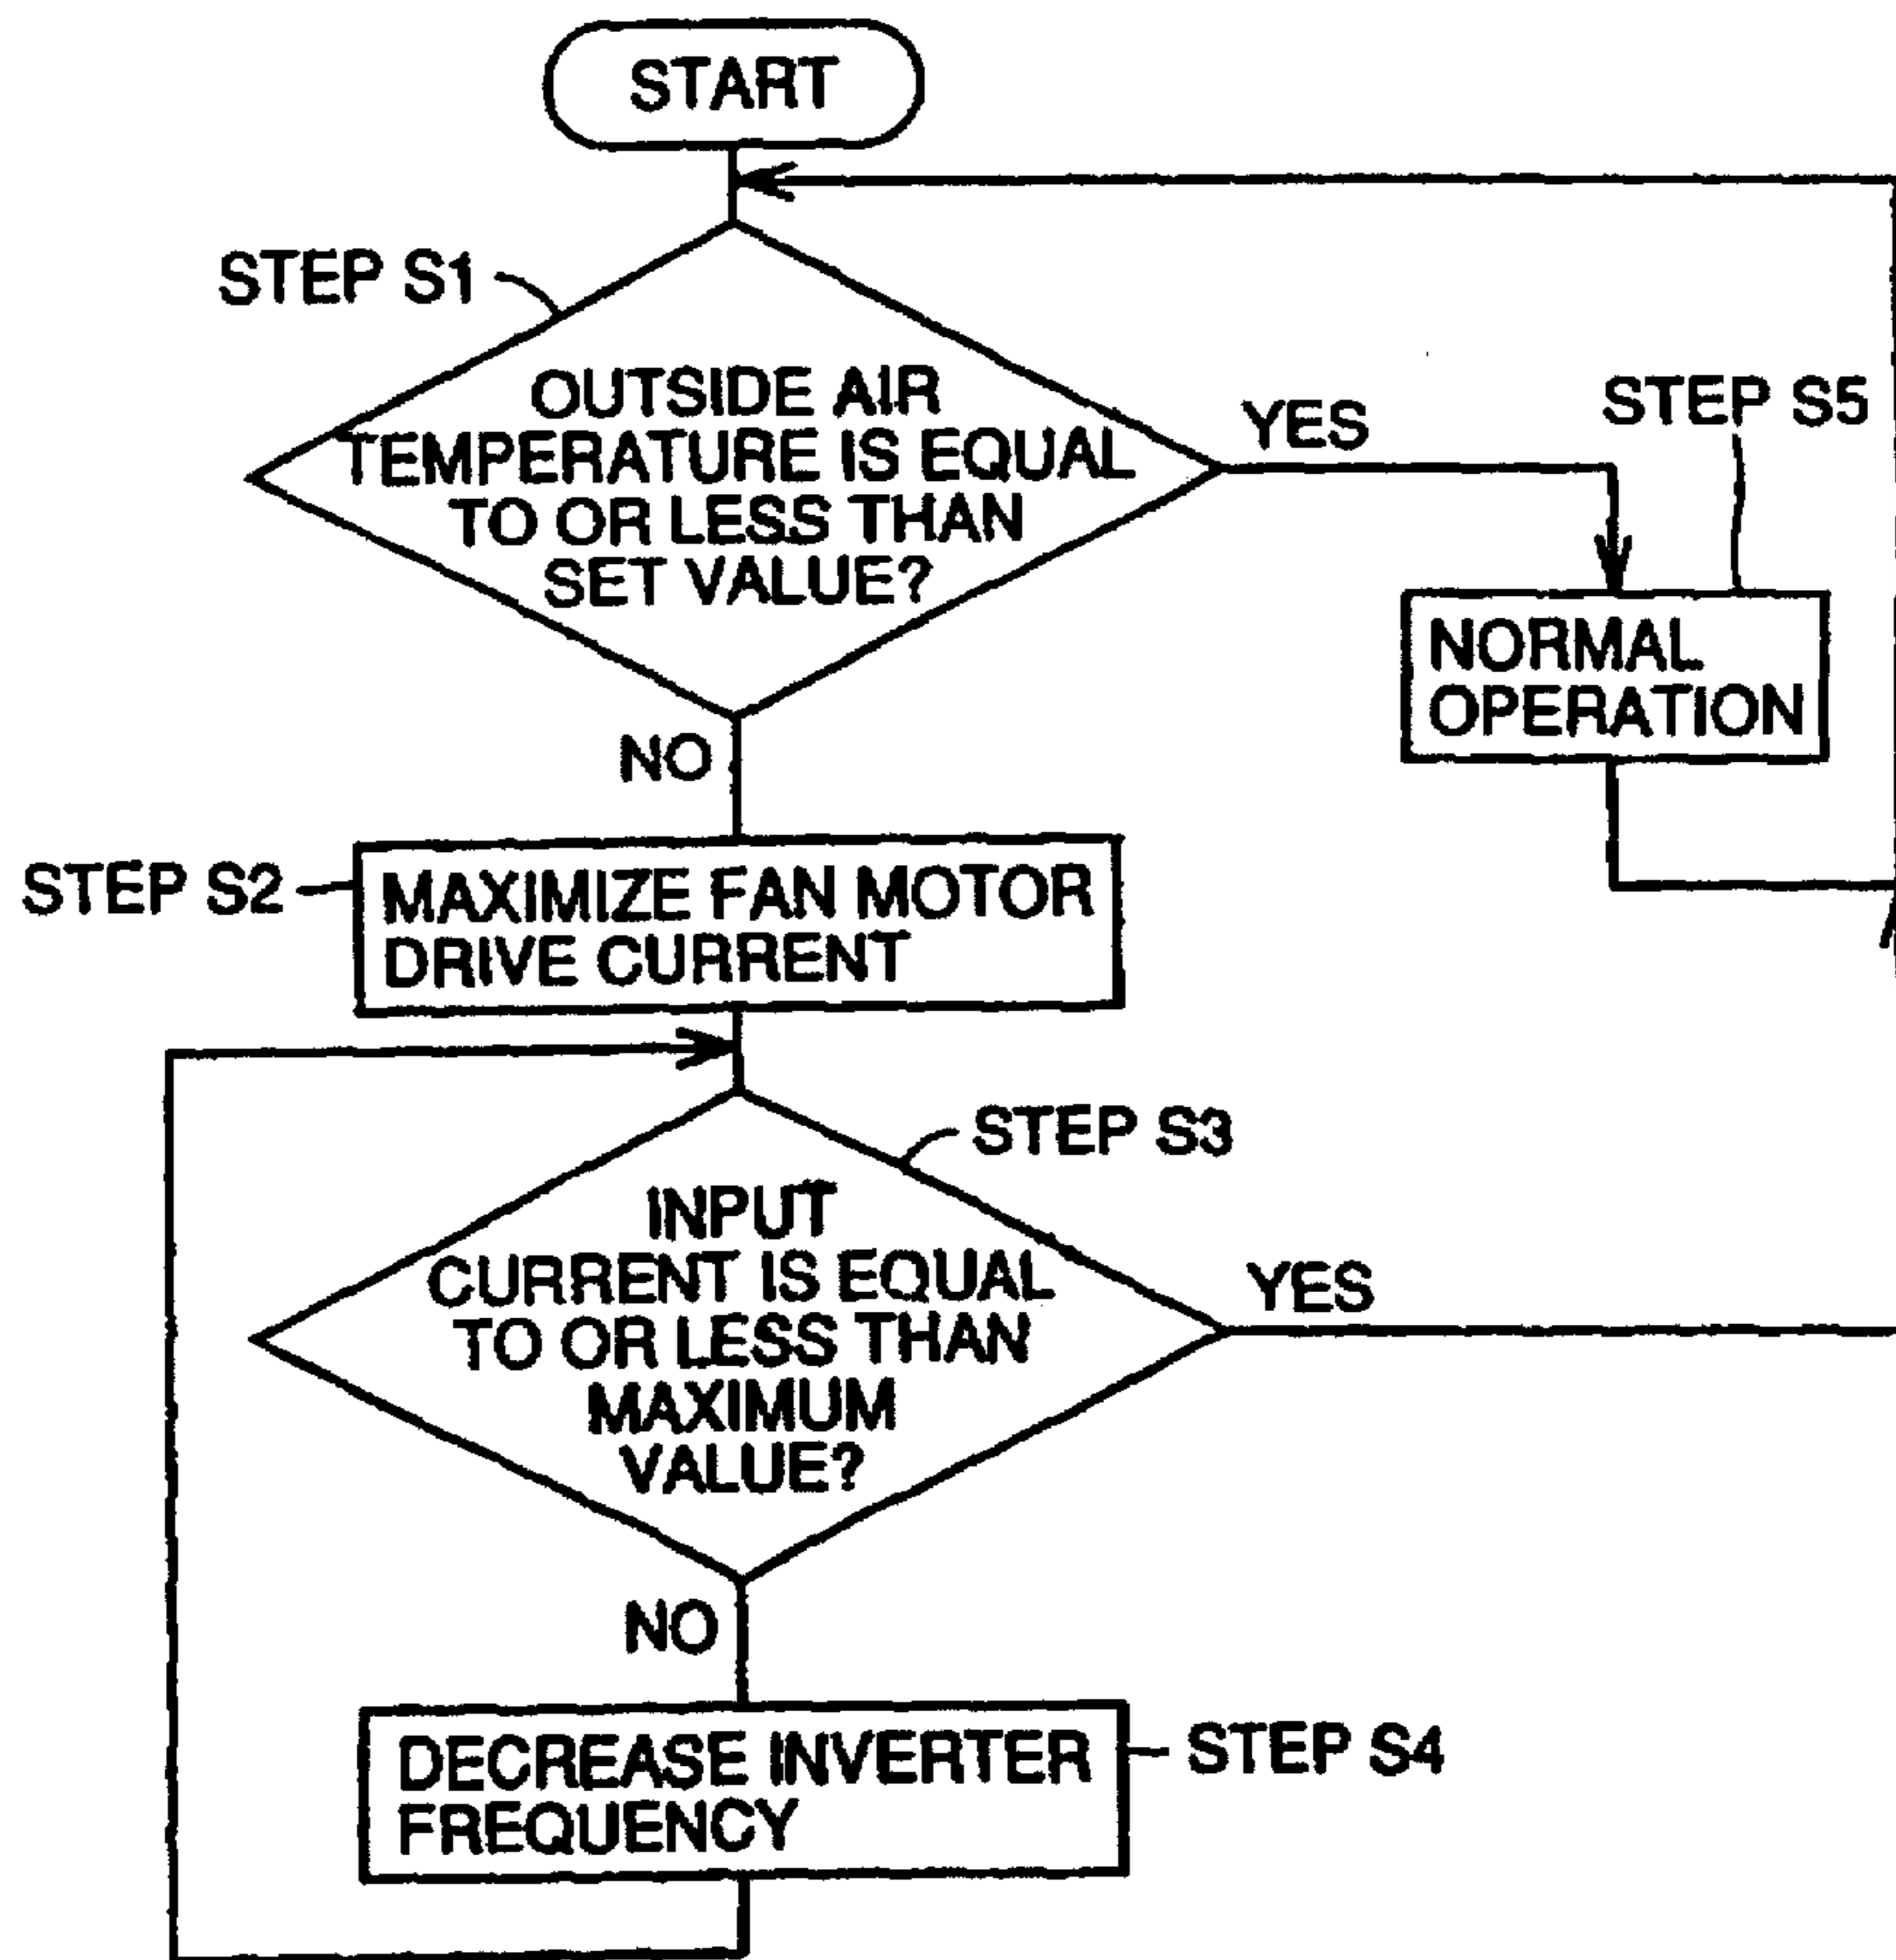 START
STEP S1
OUTSIDE AIR
TEMPERATURE IS EQUAL
TO OR LESS THAN
SET VALUE?
YES
STEP S5
NORMAL
OPERATION
NO
STEP S2
MAXIMIZE FAN MOTOR
DRIVE CURRENT
STEP S3
INPUT
CURRENT IS EQUAL
TO OR LESS THAN
MAXIMUM
VALUE?
YES
NO
DECREASE INVERTER
FREQUENCY
STEP S4